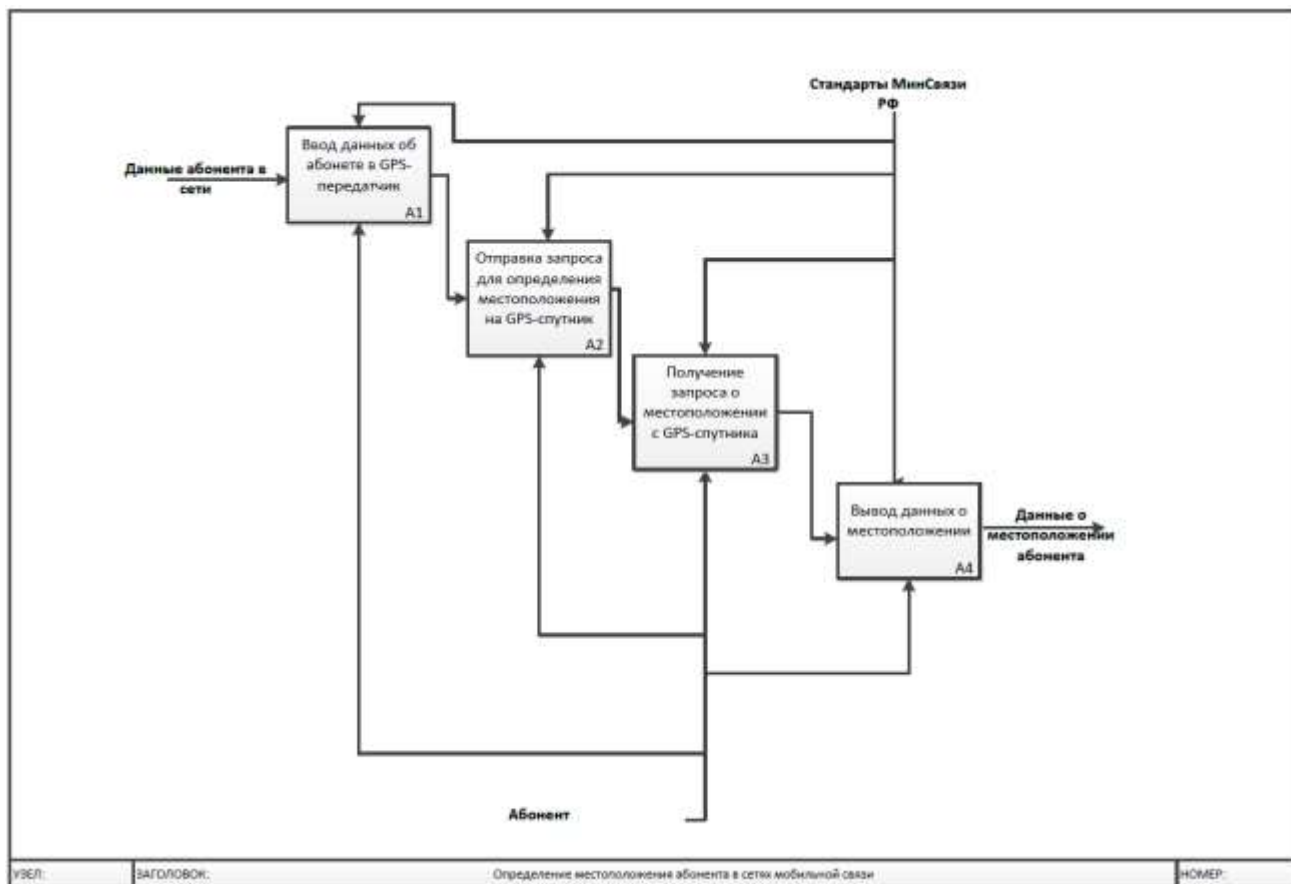 Стандарты МинСвязи
РФ
Данные абонента в
сети
Ввод данных об
абонете в GPS-
передатчик
A1
Отправка запроса
для определения
местоположения
на GPS-спутник
A2
Получение
запроса о
местоположении
с GPS-спутника
A3
Вывод данных о
местоположении
A4
Данные о
местоположении
абонента
Абонент
УЗЕЛ:
ЗАГОЛОВОК:
Определение местоположения абонента в сетях мобильной связи
НОМЕР: